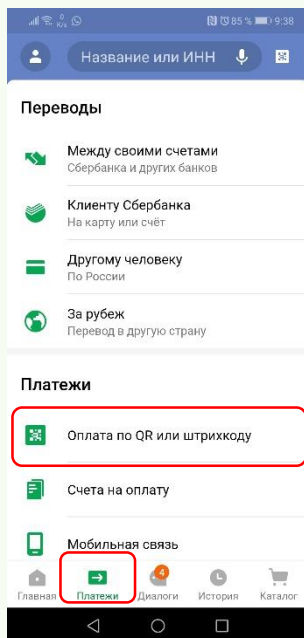 0
К/s
85 %
9:38
Название или ИНН
Переводы
Между своими счетами
Сбербанка и других банков
Клиенту Сбербанка
На карту или счёт
Другому человеку
По России
За рубеж
Перевод в другую страну
Платежи
Оплата по QR или штрихкоду
Счета на оплату
Мобильная связь
4
Главная Платежи Диалоги История Каталог